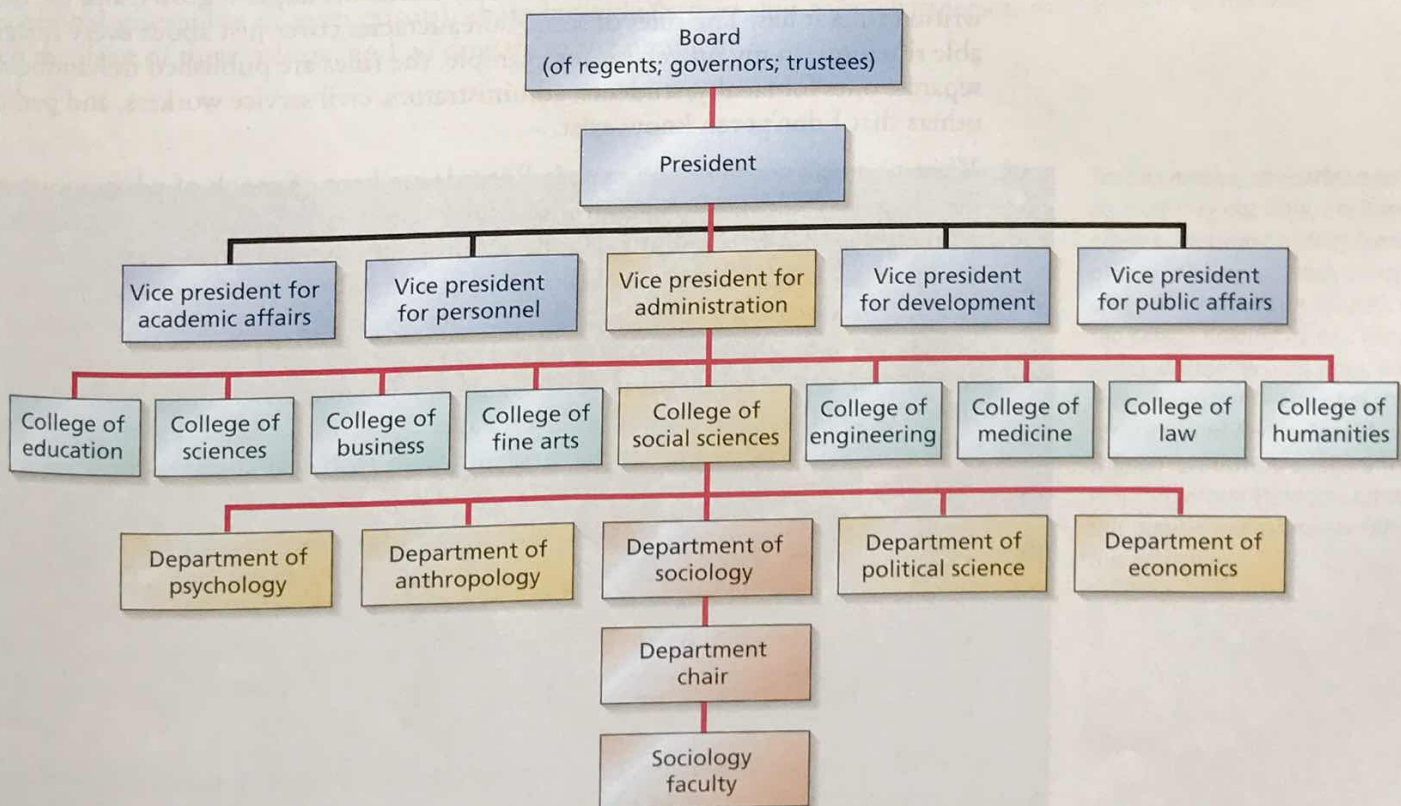 Board
(of regents; governors; trustees)
President
Vice president for
academic affairs
Vice president
for personnel
Vice president for
administration
Vice president
for development
Vice president
for public affairs
College of
education
College of
sciences
College of
business
College of
fine arts
College of
social sciences
College of
engineering
College of
medicine
College of
law
College of
humanities
Department of
psychology
Department of
anthropology
Department of
sociology
Department of
political science
Department of
economics
Department
chair
Sociology
faculty